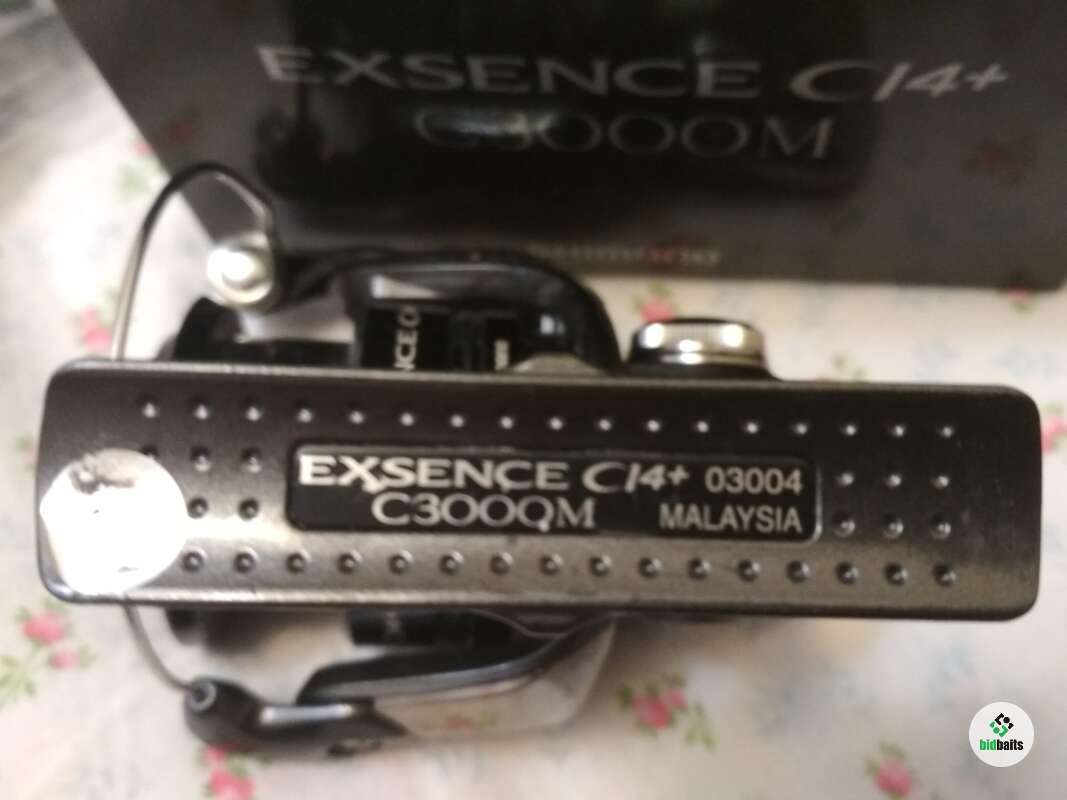 EXSENCE CI4+
C3000M
EXSENCE CI4+ 03004
C3000M MALAYSIA
bidbaits